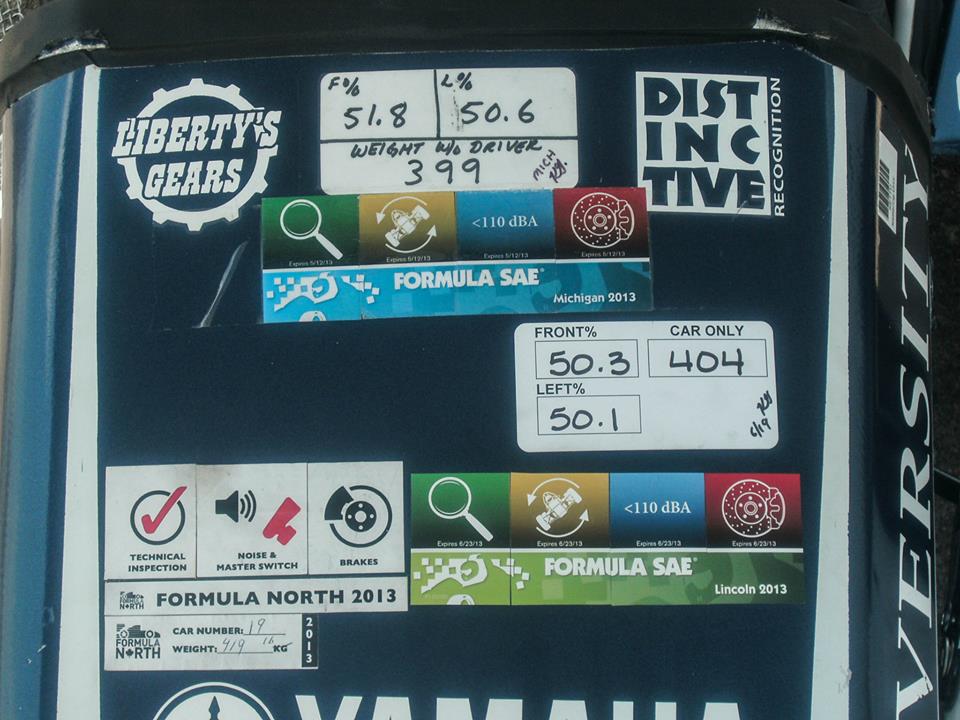 LIBERTY'S
GEARS
F% L%
51.8 50.6
WEIGHT W/O DRIVER
399
MICH
DIST
INC
TIVE
RECOGNITION
<110 dBA
Expires 5/12/13 Expires 5/12/13 Expires 5/12/13 Expires 5/12/13
FORMULA SAE
Michigan 2013
FRONT% CAR ONLY
50.3 404
LEFT%
50.1
6/19
VERSITY
TECHNICAL
INSPECTION
NOISE &
MASTER SWITCH
BRAKES
FORMULA
NORTH
FORMULA NORTH 2013
FORMULA
NORTH
CAR NUMBER: 19
WEIGHT: 419 lb KG
2013
<110 dBA
Expires 6/23/13 Expires 6/23/13 Expires 6/23/13 Expires 6/23/13
FORMULA SAE
Lincoln 2013
YAMAHA